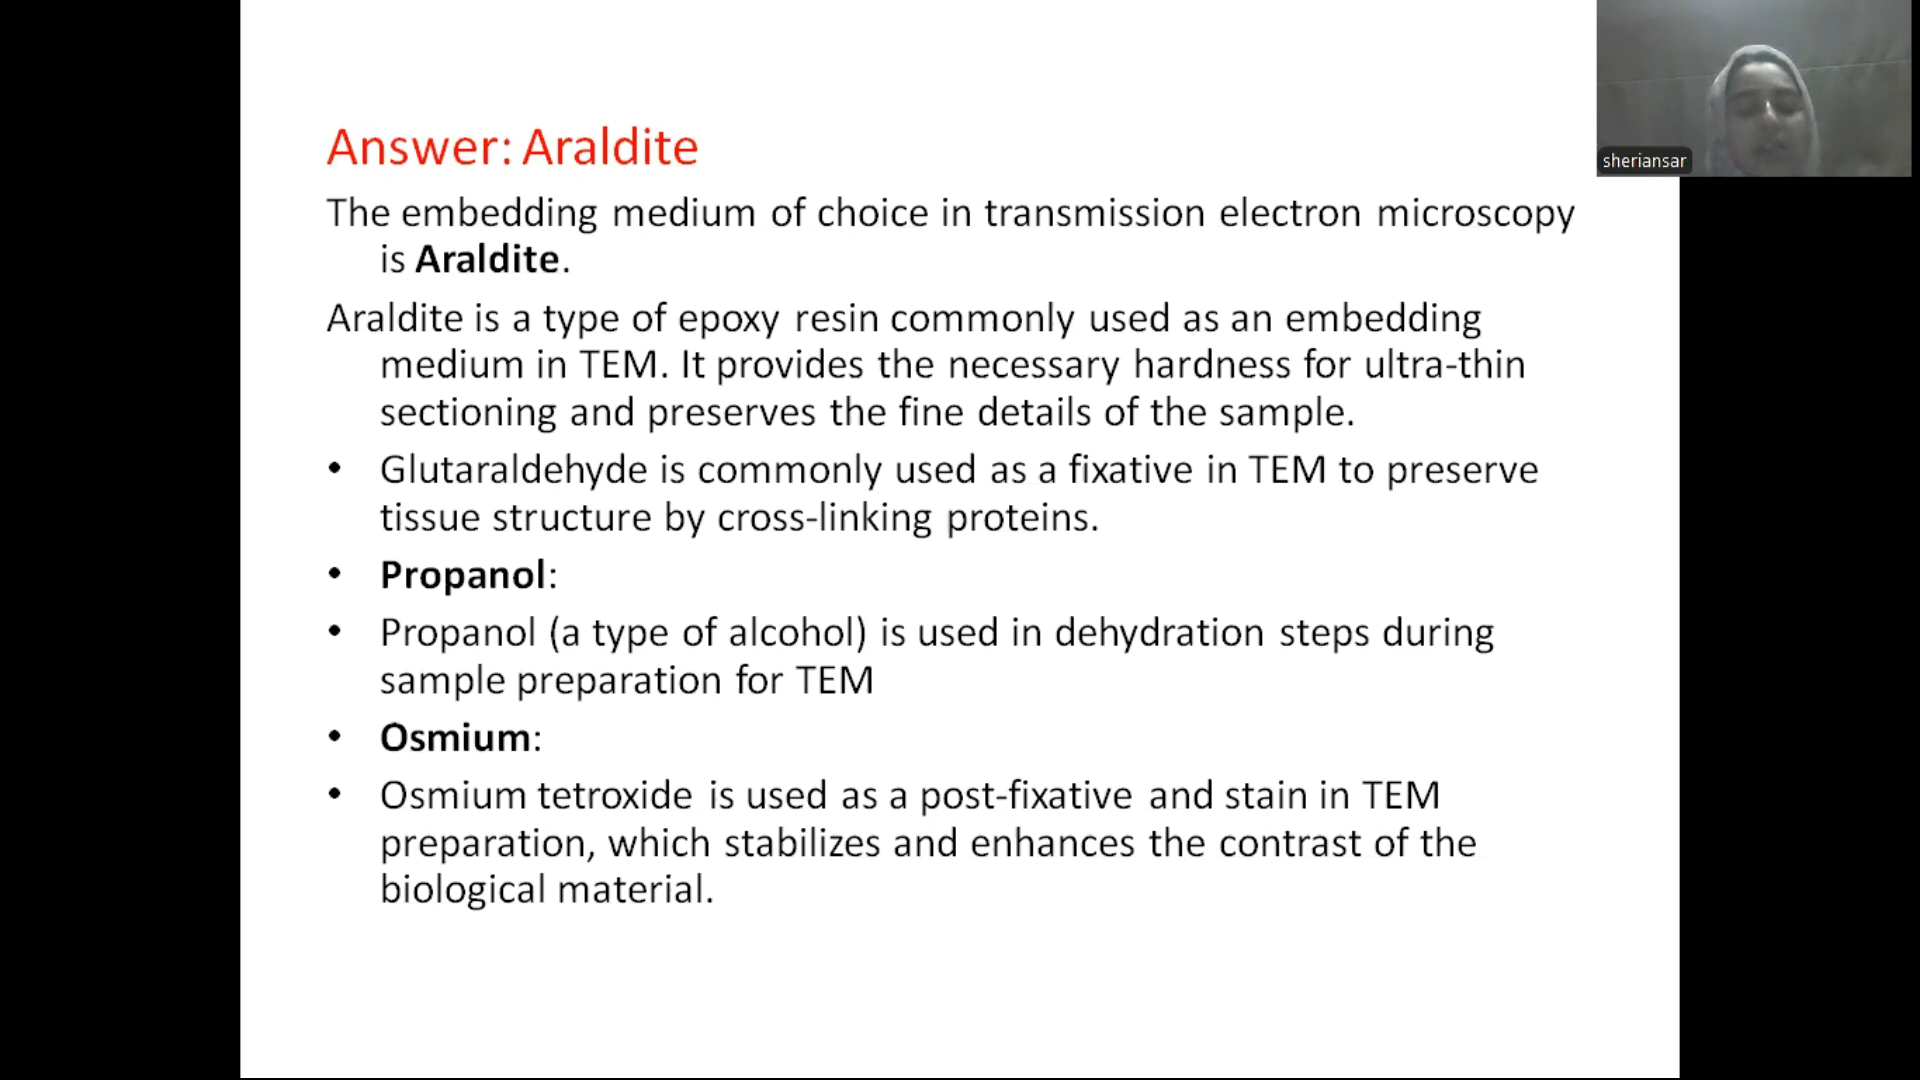 Answer: Araldite
The embedding medium of choice in transmission electron microscopy
is Araldite.
Araldite is a type of epoxy resin commonly used as an embedding
medium in TEM. It provides the necessary hardness for ultra-thin
sectioning and preserves the fine details of the sample.
• Glutaraldehyde is commonly used as a fixative in TEM to preserve
tissue structure by cross-linking proteins.
• Propanol:
• Propanol (a type of alcohol) is used in dehydration steps during
sample preparation for TEM
• Osmium:
• Osmium tetroxide is used as a post-fixative and stain in TEM
preparation, which stabilizes and enhances the contrast of the
biological material.
sheriansar